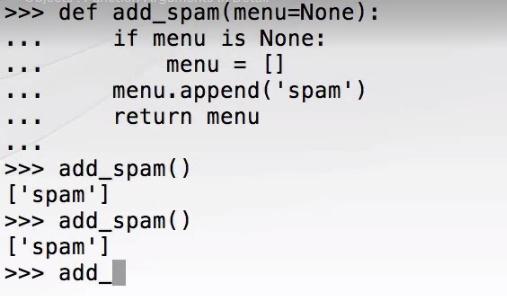 >>> def add_spam(menu=None):
...     if menu is None:
...         menu = []
...     menu.append('spam')
...     return menu
...
>>> add_spam()
['spam']
>>> add_spam()
['spam']
>>> add_